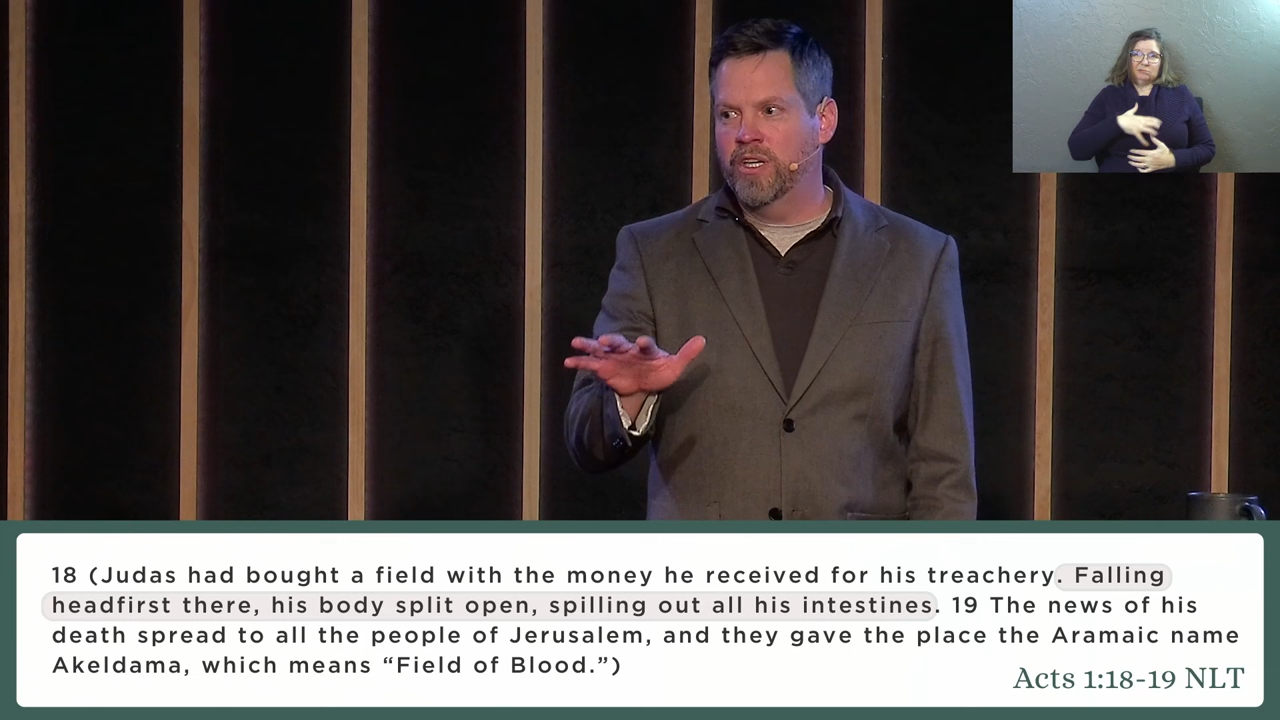 18 (Judas had bought a field with the money he received for his treachery. Falling
headfirst there, his body split open, spilling out all his intestines. 19 The news of his
death spread to all the people of Jerusalem, and they gave the place the Aramaic name
Akeldama, which means “Field of Blood.”)
Acts 1:18-19 NLT